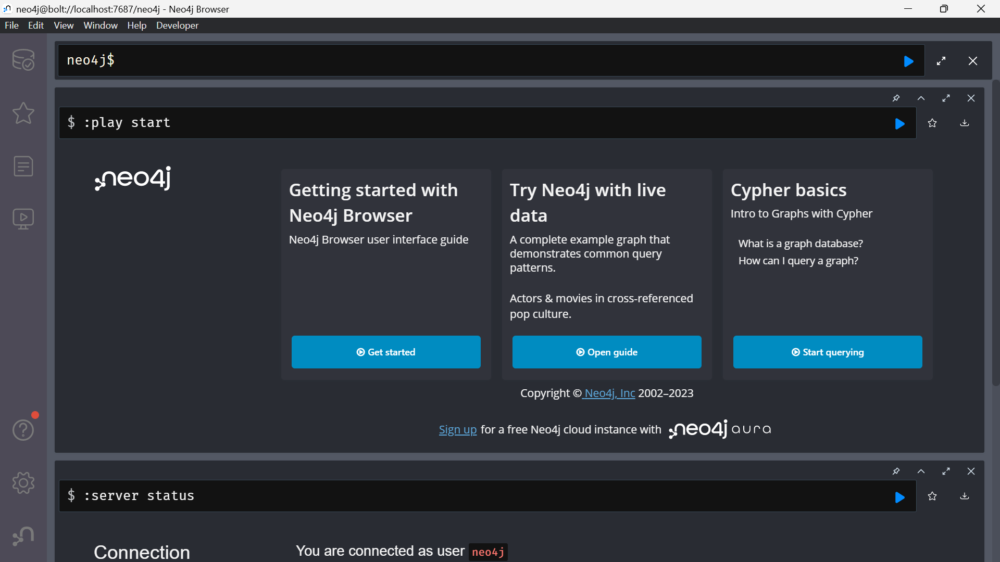 neo4j@bolt://localhost:7687/neo4j - Neo4j Browser
File Edit View Window Help Developer
neo4j$
$ :play start
neo4j
Getting started with
Neo4j Browser
Neo4j Browser user interface guide
Get started
Try Neo4j with live
data
A complete example graph that
demonstrates common query
patterns.
Actors & movies in cross-referenced
pop culture.
Open guide
Cypher basics
Intro to Graphs with Cypher
What is a graph database?
How can I query a graph?
Start querying
Copyright © Neo4j, Inc 2002–2023
Sign up for a free Neo4j cloud instance with neo4j aura
$ :server status
Connection
You are connected as user neo4j